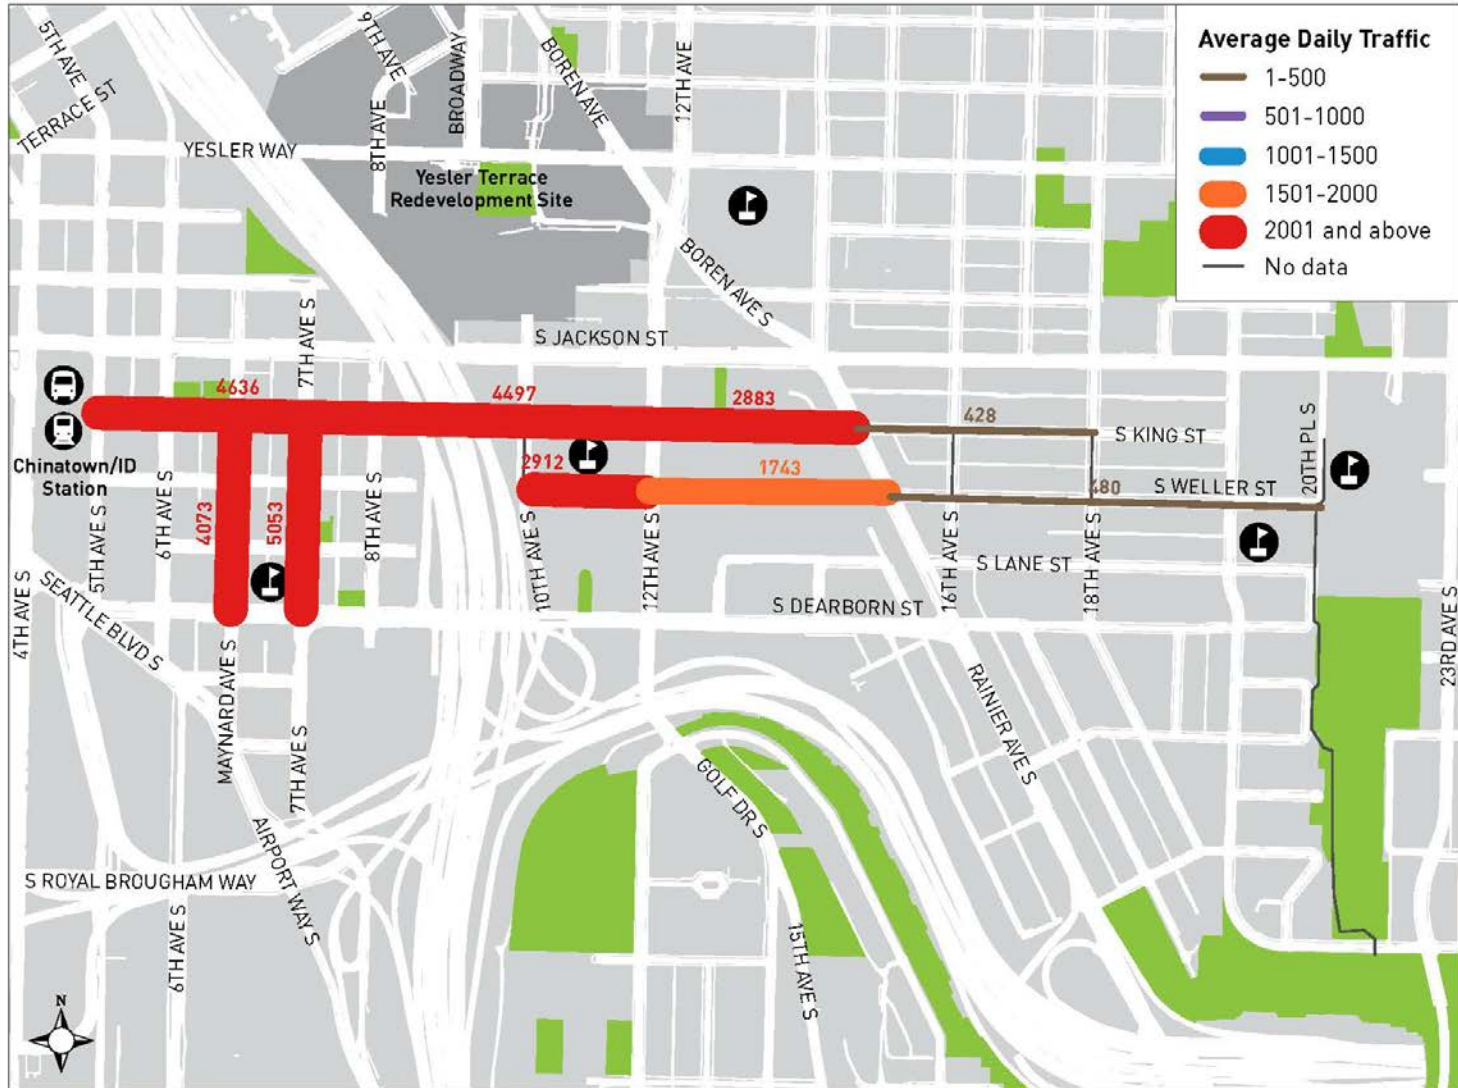 Average Daily Traffic
1-500
501-1000
1001-1500
1501-2000
2001 and above
No data
5TH AVE
TERRACE ST
9TH AVE
8TH AVE
BROADWAY
BOREN AVE
12TH AVE
YESLER WAY
Yesler Terrace
Redevelopment Site
BOREN AVE S
7TH AVE S
S JACKSON ST
4636
4497
2883
428
S KING ST
20TH PL S
Chinatown/ID
Station
2912
1743
480
S WELLER ST
4073
5053
5TH AVE S
6TH AVE S
8TH AVE S
10TH AVE S
12TH AVE S
16TH AVE S
18TH AVE S
S LANE ST
S DEARBORN ST
4TH AVE S
SEATTLE BLVD S
MAYNARD AVE S
7TH AVE S
23RD AVE S
RAINIER AVE S
GOLF DR S
AIRPORT WAY S
S ROYAL BROUGHAM WAY
6TH AVE S
15TH AVE S
N